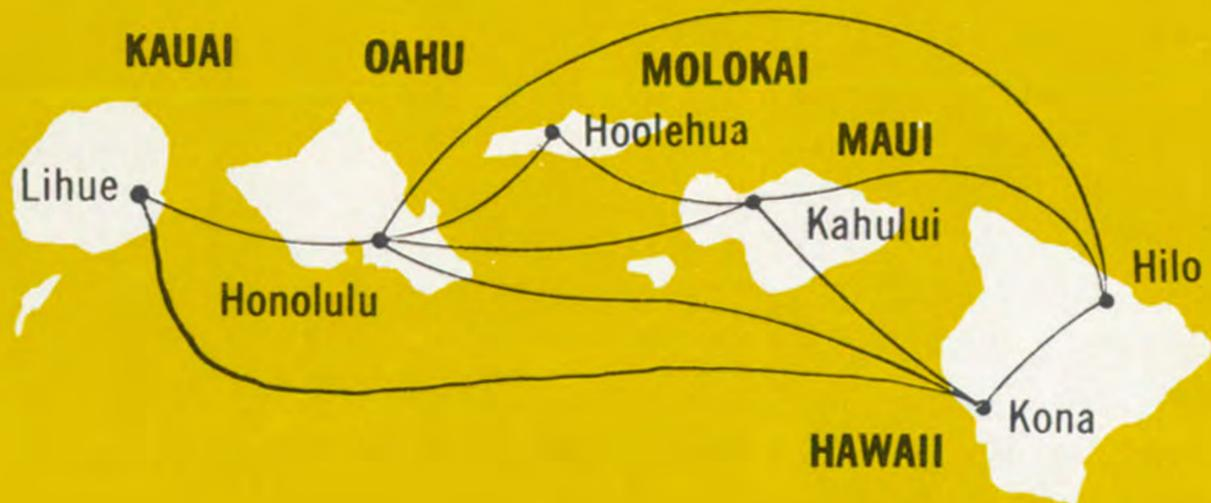 KAUAI
OAHU
MOLOKAI
Hoolehua
MAUI
Lihue
Kahului
Hilo
Honolulu
Kona
HAWAII